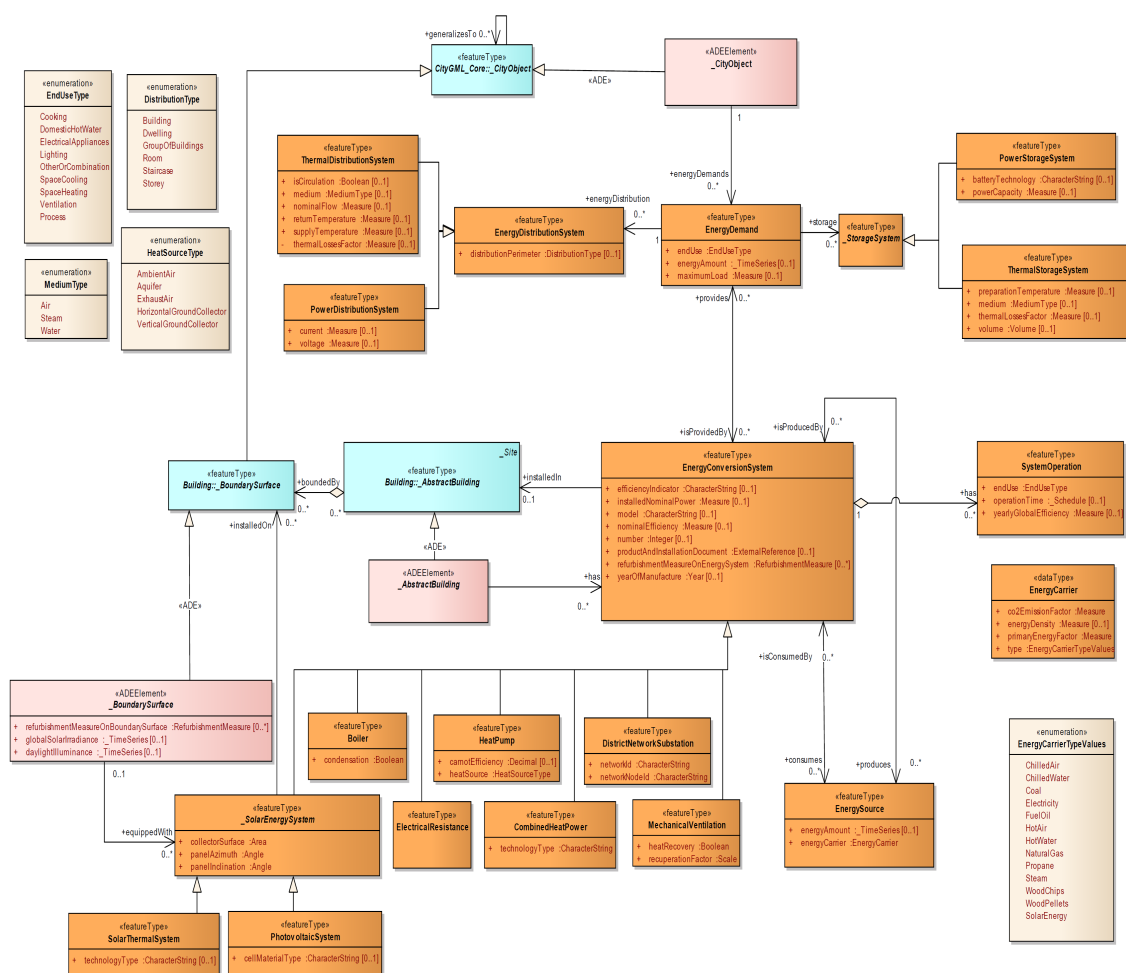 +generalizesTo 0..*
«featureType»
CityGML_Core::_CityObject
«ADE»
«ADEElement»
_CityObject
1
«enumeration»
EndUseType
Cooking
DomesticHotWater
ElectricalAppliances
Lighting
OtherOrCombination
SpaceCooling
SpaceHeating
Ventilation
Process
«enumeration»
DistributionType
Building
Dwelling
GroupOfBuildings
Room
Staircase
Storey
«enumeration»
MediumType
Air
Steam
Water
«enumeration»
HeatSourceType
AmbientAir
Aquifer
ExhaustAir
HorizontalGroundCollector
VerticalGroundCollector
«featureType»
ThermalDistributionSystem
+ isCirculation :Boolean [0..1]
+ medium :MediumType [0..1]
+ nominalFlow :Measure [0..1]
+ returnTemperature :Measure [0..1]
+ supplyTemperature :Measure [0..1]
- thermalLossesFactor :Measure [0..1]
«featureType»
PowerDistributionSystem
+ current :Measure [0..1]
+ voltage :Measure [0..1]
«featureType»
EnergyDistributionSystem
+ distributionPerimeter :DistributionType [0..1]
+energyDistribution
0..*
1
+energyDemands
0..*
«featureType»
EnergyDemand
+ endUse :EndUseType
+ energyAmount :_TimeSeries [0..1]
+ maximumLoad :Measure [0..1]
+provides 0..*
+storage
0..*
«featureType»
_StorageSystem
«featureType»
PowerStorageSystem
+ batteryTechnology :CharacterString [0..1]
+ powerCapacity :Measure [0..1]
«featureType»
ThermalStorageSystem
+ preparationTemperature :Measure [0..1]
+ medium :MediumType [0..1]
+ thermalLossesFactor :Measure [0..1]
+ volume :Volume [0..1]
+isProvidedBy 0..*
+isProducedBy 0..*
«featureType»
Building::_BoundarySurface
+boundedBy
0..*
0..*
+installedOn 0..*
_Site
«featureType»
Building::_AbstractBuilding
+installedIn
0..1
«ADE»
«ADEElement»
_AbstractBuilding
+has
0..*
«featureType»
EnergyConversionSystem
+ efficiencyIndicator :CharacterString [0..1]
+ installedNominalPower :Measure [0..1]
+ model :CharacterString [0..1]
+ nominalEfficiency :Measure [0..1]
+ number :Integer [0..1]
+ productAndInstallationDocument :ExternalReference [0..1]
+ refurbishmentMeasureOnEnergySystem :RefurbishmentMeasure [0..*]
+ yearOfManufacture :Year [0..1]
1
+has
0..*
«featureType»
SystemOperation
+ endUse :EndUseType
+ operationTime :_Schedule [0..1]
+ yearlyGlobalEfficiency :Measure [0..1]
«dataType»
EnergyCarrier
+ co2EmissionFactor :Measure
+ energyDensity :Measure [0..1]
+ primaryEnergyFactor :Measure
+ type :EnergyCarrierTypeValues
«ADE»
«ADEElement»
_BoundarySurface
+ refurbishmentMeasureOnBoundarySurface :RefurbishmentMeasure [0..*]
+ globalSolarIrradiance :_TimeSeries [0..1]
+ daylightIlluminance :_TimeSeries [0..1]
0..1
+equippedWith
0..*
«featureType»
_SolarEnergySystem
+ collectorSurface :Area
+ panelAzimuth :Angle
+ panelInclination :Angle
«featureType»
SolarThermalSystem
+ technologyType :CharacterString [0..1]
«featureType»
PhotovoltaicSystem
+ cellMaterialType :CharacterString [0..1]
«featureType»
Boiler
+ condensation :Boolean
«featureType»
ElectricalResistance
«featureType»
HeatPump
+ carnotEfficiency :Decimal [0..1]
+ heatSource :HeatSourceType
«featureType»
CombinedHeatPower
+ technologyType :CharacterString
«featureType»
DistrictNetworkSubstation
+ networkId :CharacterString
+ networkNodeId :CharacterString
«featureType»
MechanicalVentilation
+ heatRecovery :Boolean
+ recuperationFactor :Scale
+isConsumedBy 0..*
+consumes
0..*
+produces
0..*
«featureType»
EnergySource
+ energyAmount :_TimeSeries [0..1]
+ energyCarrier :EnergyCarrier
«enumeration»
EnergyCarrierTypeValues
ChilledAir
ChilledWater
Coal
Electricity
FuelOil
HotAir
HotWater
NaturalGas
Propane
Steam
WoodChips
WoodPellets
SolarEnergy